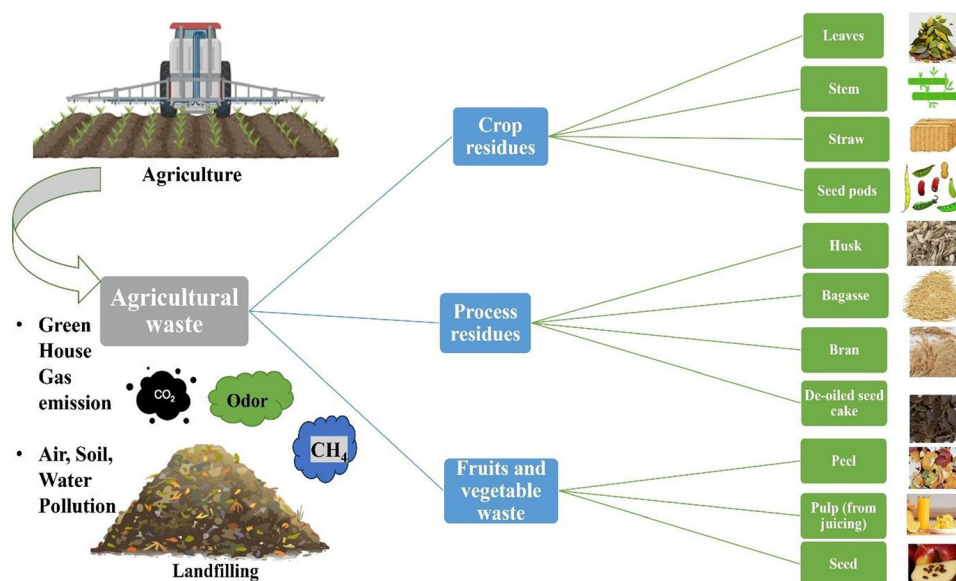 Agriculture
Agricultural
waste
• Green
House
Gas
emission
CO₂
Odor
CH₄
• Air, Soil,
Water
Pollution
Landfilling
Crop
residues
Process
residues
Fruits and
vegetable
waste
Leaves
Stem
Straw
Seed pods
Husk
Bagasse
Bran
De-oiled seed
cake
Peel
Pulp (from
juicing)
Seed